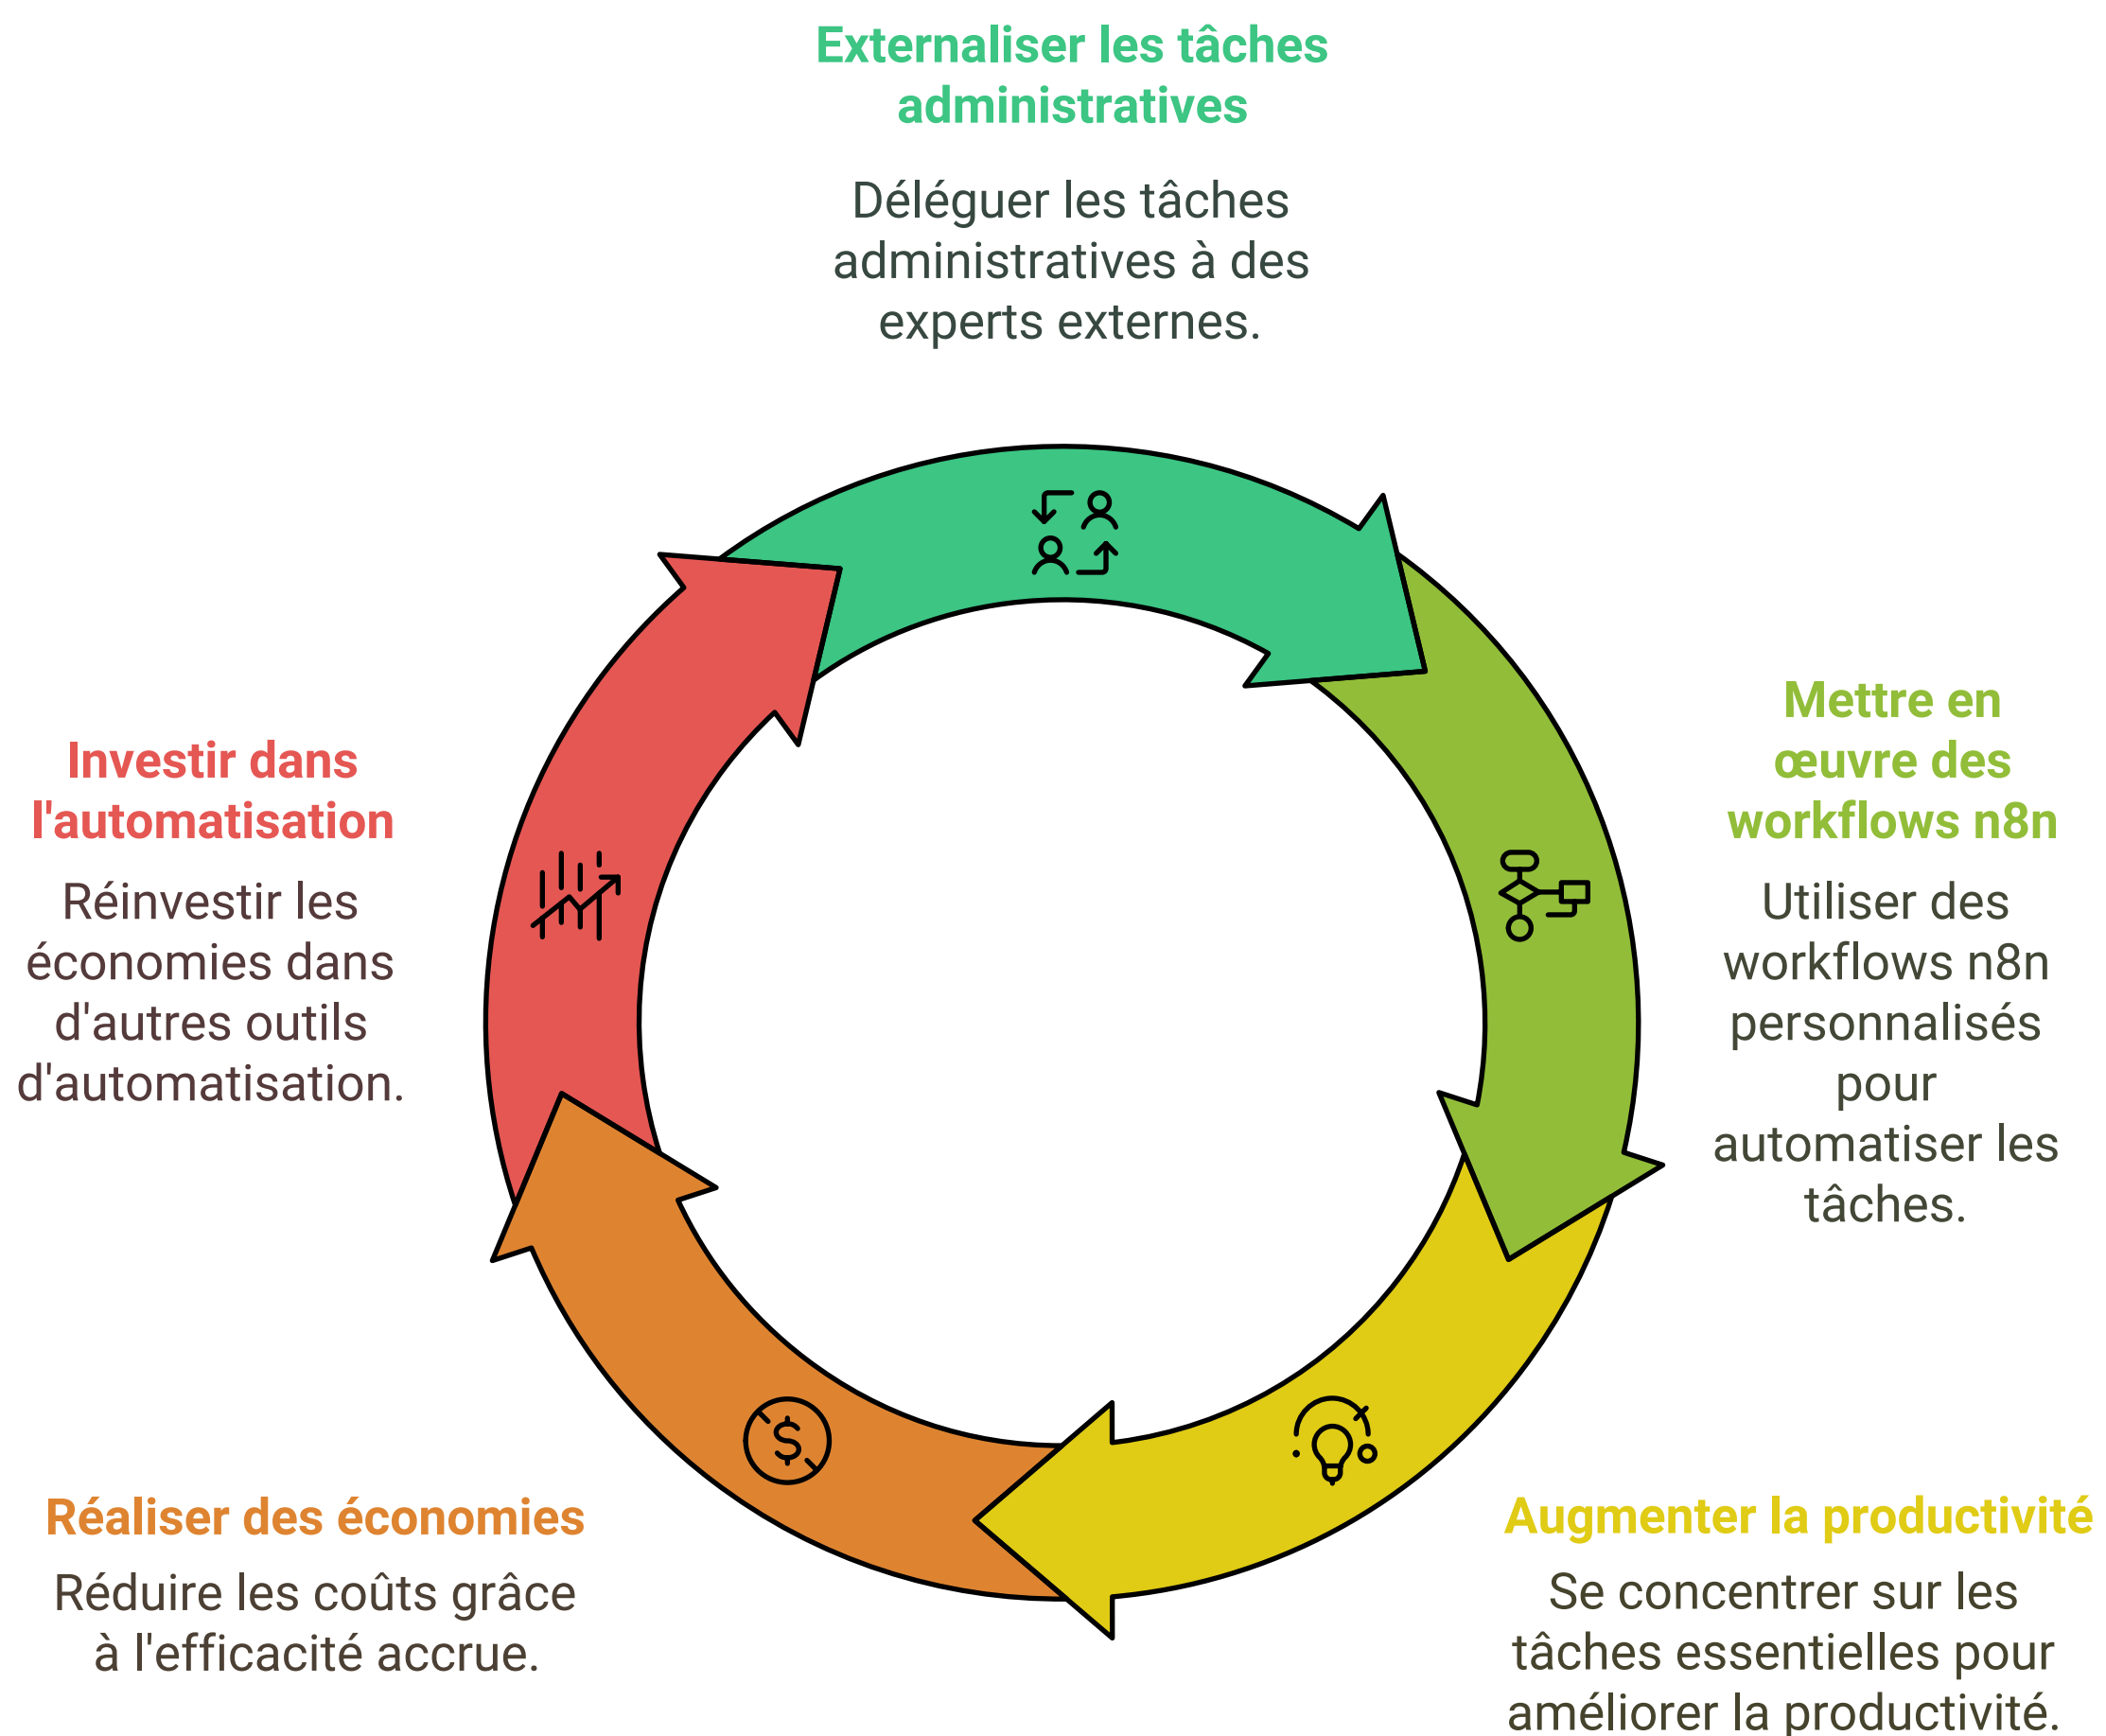 Externaliser les tâches
administratives
Déléguer les tâches
administratives à des
experts externes.
Mettre en
œuvre des
workflows n8n
Utiliser des
workflows n8n
personnalisés
pour
automatiser les
tâches.
Augmenter la productivité
Se concentrer sur les
tâches essentielles pour
améliorer la productivité.
Réaliser des économies
Réduire les coûts grâce
à l'efficacité accrue.
Investir dans
l'automatisation
Réinvestir les
économies dans
d'autres outils
d'automatisation.